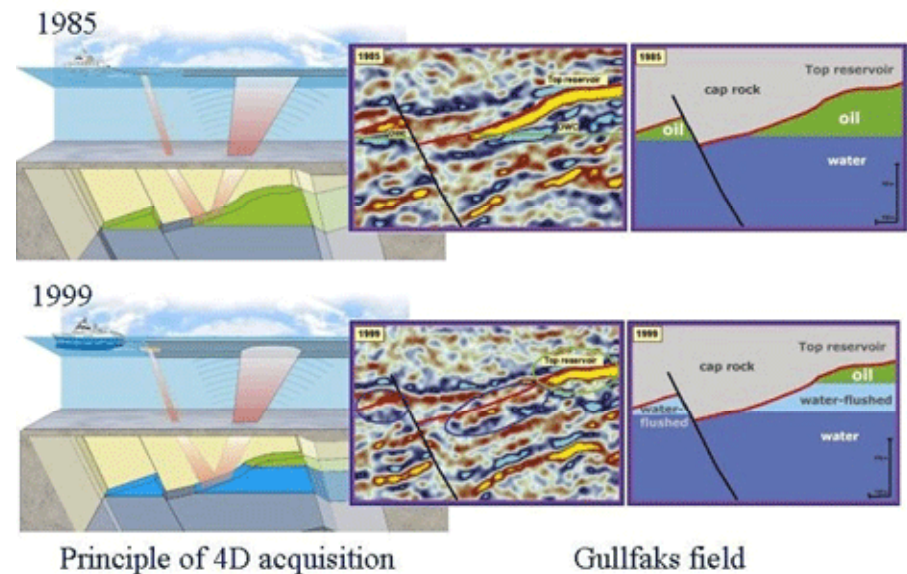 1985
1985
Top reservoir
OWC
OWC
1985
Top reservoir
cap rock
oil
oil
water
1999
1999
Top reservoir
1999
Top reservoir
cap rock
oil
water-flushed
water-
flushed
water
Principle of 4D acquisition
Gullfaks field